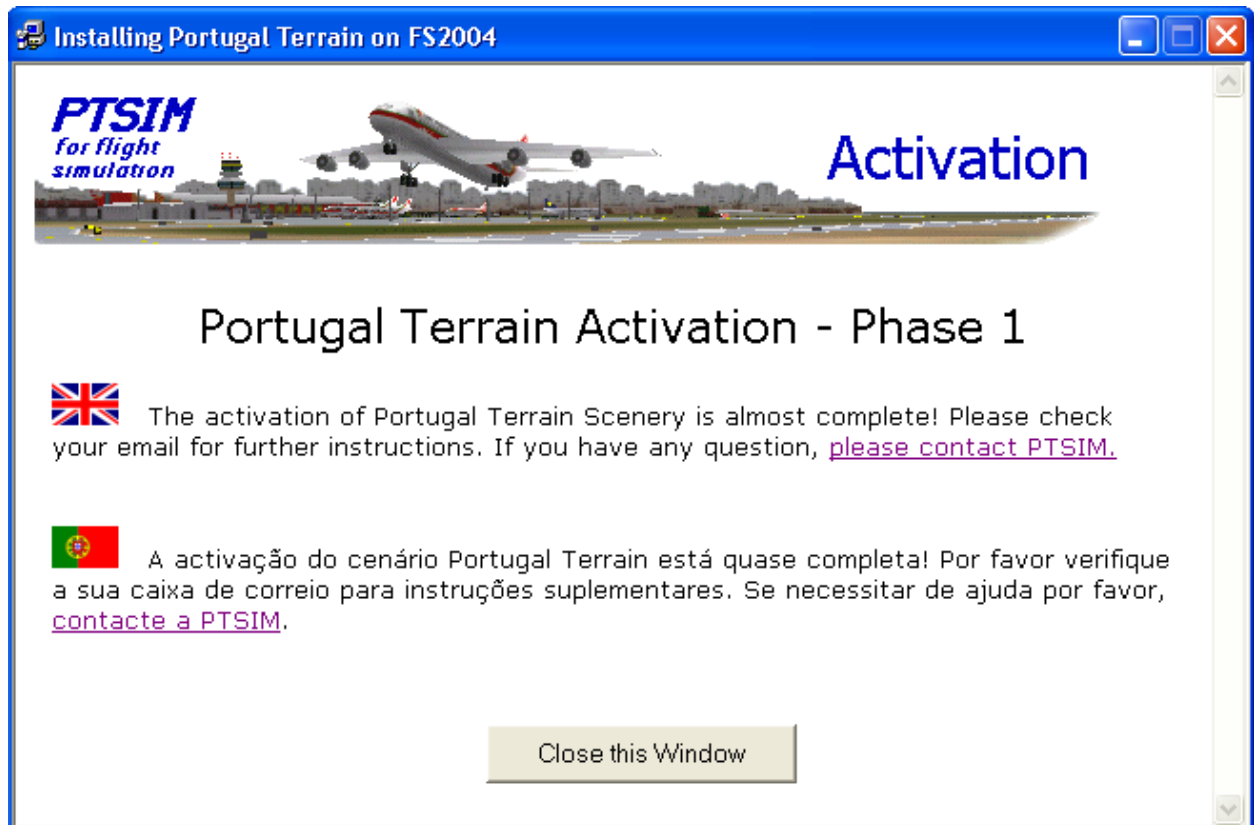 Installing Portugal Terrain on FS2004
PTSIM
for flight
simulation
Activation
Portugal Terrain Activation - Phase 1
The activation of Portugal Terrain Scenery is almost complete! Please check
your email for further instructions. If you have any question, please contact PTSIM.
A activação do cenário Portugal Terrain está quase completa! Por favor verifique
a sua caixa de correio para instruções suplementares. Se necessitar de ajuda por favor,
contacte a PTSIM.
Close this Window